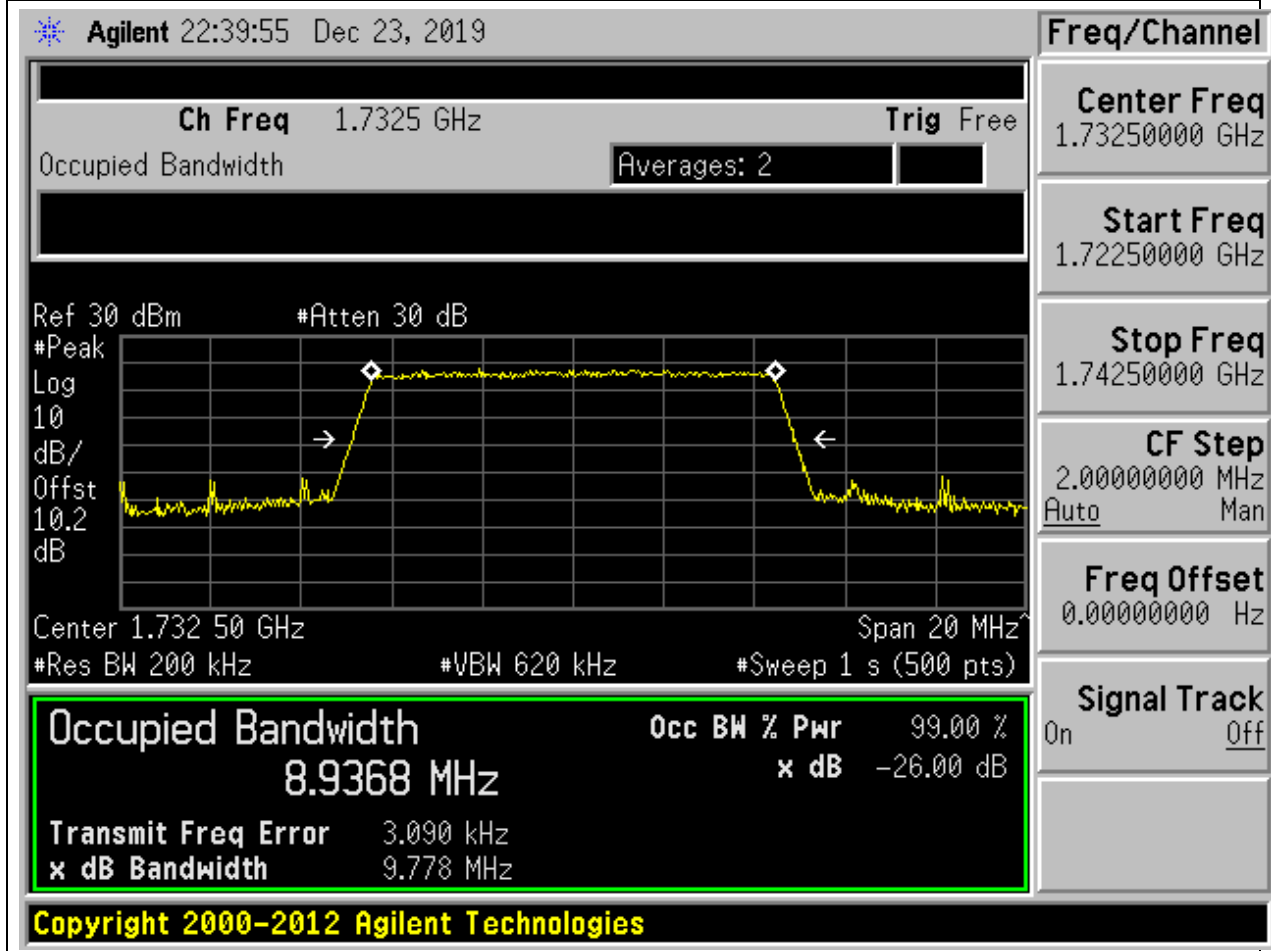 Agilent 22:39:55 Dec 23, 2019
Freq/Channel
Ch Freq 1.7325 GHz Trig Free
Occupied Bandwidth Averages: 2
Ref 30 dBm #Atten 30 dB
#Peak
Log
10
dB/
Offst
10.2
dB
Center 1.732 50 GHz Span 20 MHz^
#Res BW 200 kHz #VBW 620 kHz #Sweep 1 s (500 pts)
Occupied Bandwidth
8.9368 MHz
Occ BW % Pwr 99.00 %
x dB -26.00 dB
Transmit Freq Error 3.090 kHz
x dB Bandwidth 9.778 MHz
Center Freq
1.73250000 GHz
Start Freq
1.72250000 GHz
Stop Freq
1.74250000 GHz
CF Step
2.00000000 MHz
Auto Man
Freq Offset
0.00000000 Hz
Signal Track
On Off
Copyright 2000-2012 Agilent Technologies